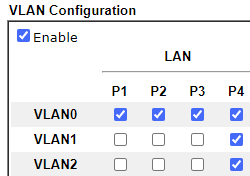 VLAN Configuration
Enable
LAN
P1 P2 P3 P4
VLAN0
VLAN1
VLAN2